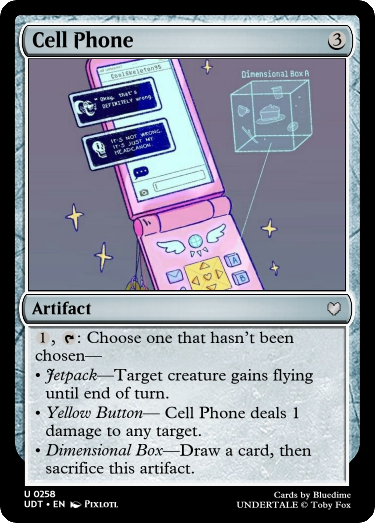 Cell Phone 3
CoolSkeleton95
Okay, that's
DEFINITELY wrong.
IT'S NOT WRONG,
IT'S JUST MY
HEADCANON.
Dimensional Box A
A
B
Artifact
1, T: Choose one that hasn't been
chosen—
• Jetpack—Target creature gains flying
until end of turn.
• Yellow Button— Cell Phone deals 1
damage to any target.
• Dimensional Box—Draw a card, then
sacrifice this artifact.
U 0258
UDT • EN Pixlotl
Cards by Bluedime
UNDERTALE © Toby Fox